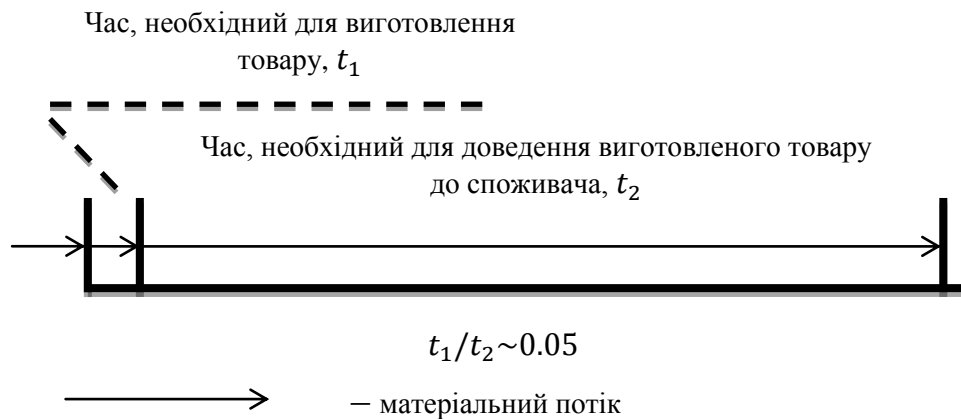 Час, необхідний для виготовлення
товару, t₁
Час, необхідний для доведення виготовленого товару
до споживача, t₂
t₁/t₂~0.05
– матеріальний потік